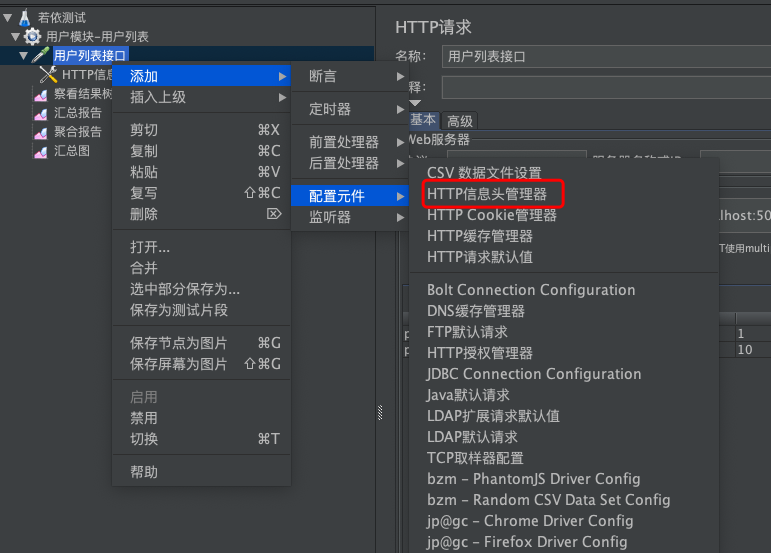 若依测试
用户模块-用户列表
用户列表接口
HTTP信息
察看结果树
汇总报告
聚合报告
汇总图
添加
插入上级
剪切 ⌘X
复制 ⌘C
粘贴 ⌘V
复写 ⇧⌘C
删除 ⌦
打开...
合并
选中部分保存为...
保存为测试片段
保存节点为图片 ⌘G
保存屏幕为图片 ⇧⌘G
启用
禁用
切换 ⌘T
帮助
断言
定时器
前置处理器
后置处理器
配置元件
监听器
HTTP请求
名称: 用户列表接口
释:
基本 高级
Web服务器
CSV 数据文件设置
HTTP信息头管理器
HTTP Cookie管理器
HTTP缓存管理器
HTTP请求默认值
Bolt Connection Configuration
DNS缓存管理器
FTP默认请求
HTTP授权管理器
JDBC Connection Configuration
Java默认请求
LDAP扩展请求默认值
LDAP默认请求
TCP取样器配置
bzm - PhantomJS Driver Config
bzm - Random CSV Data Set Config
jp@gc - Chrome Driver Config
jp@gc - Firefox Driver Config
lhost:50
T使用multip
1
10